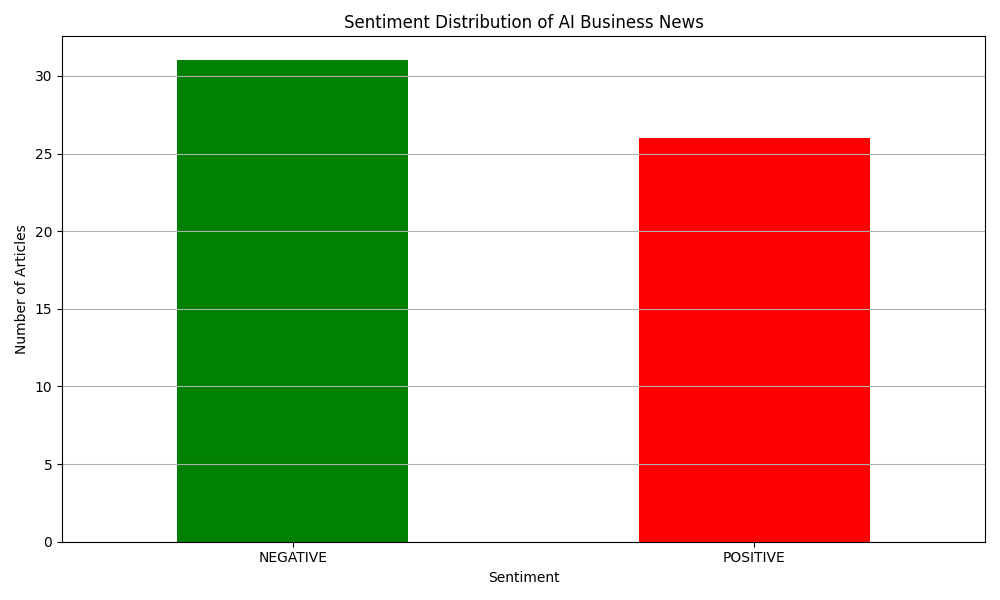 Sentiment Distribution of AI Business News
30
25
20
15
10
5
0
Number of Articles
NEGATIVE
POSITIVE
Sentiment